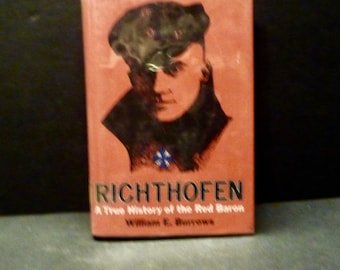 RICHTHOFEN
A True History of the Red Baron
William E. Burrows